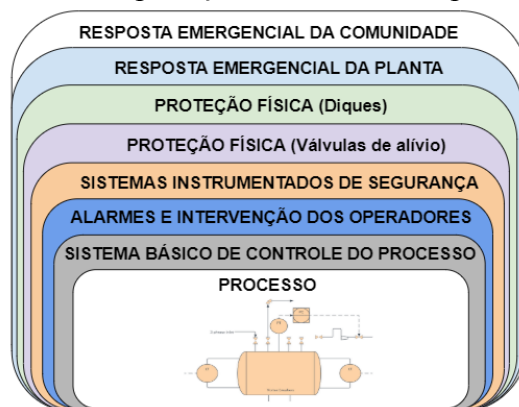 RESPOSTA EMERGENCIAL DA COMUNIDADE
RESPOSTA EMERGENCIAL DA PLANTA
PROTEÇÃO FÍSICA (Diques)
PROTEÇÃO FÍSICA (Válvulas de alívio)
SISTEMAS INSTRUMENTADOS DE SEGURANÇA
ALARMES E INTERVENÇÃO DOS OPERADORES
SISTEMA BÁSICO DE CONTROLE DO PROCESSO
PROCESSO